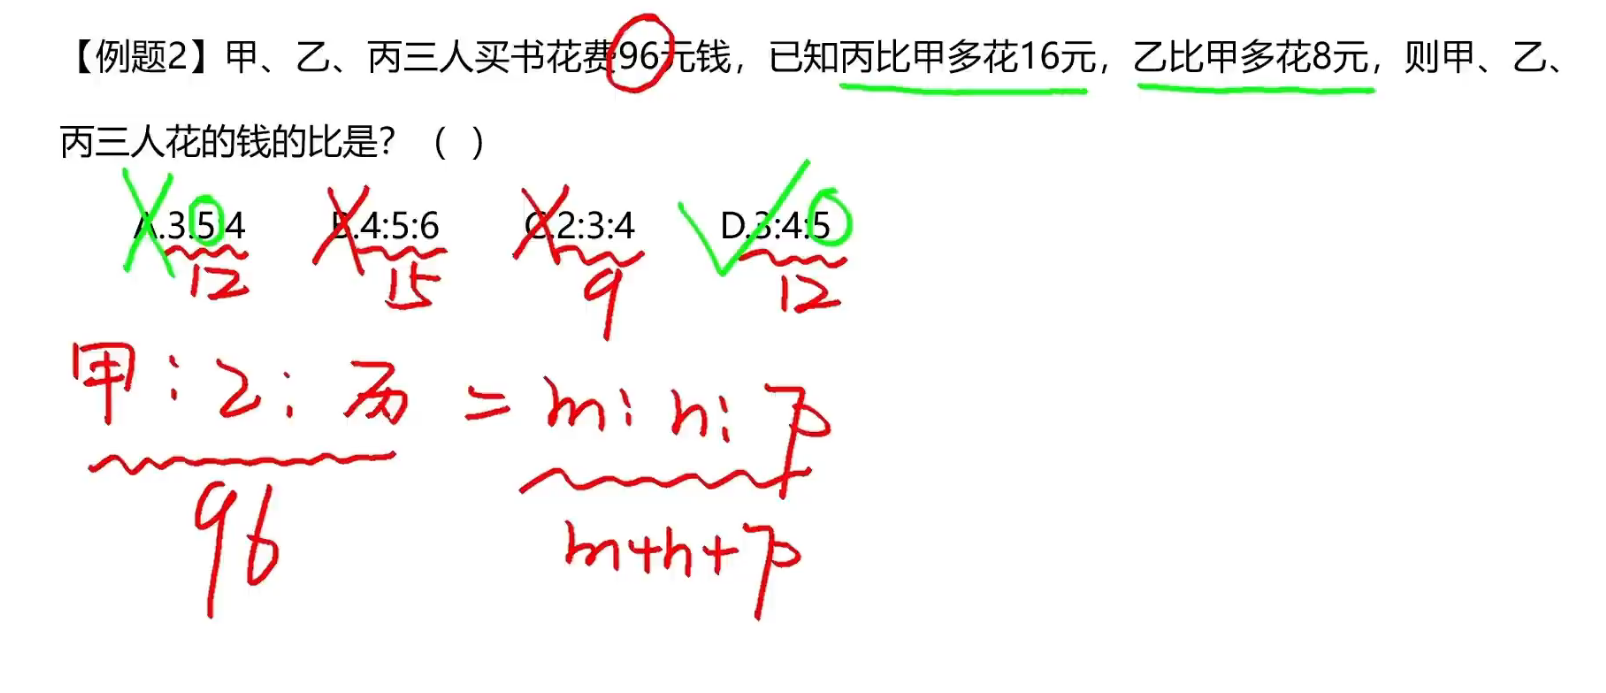 【例题2】甲、乙、丙三人买书花费96元钱，已知丙比甲多花16元，乙比甲多花8元，则甲、乙、
丙三人花的钱的比是？（ ）
A.3:5:4 B.4:5:6 C.2:3:4 D.3:4:5
12 15 9 12
甲:乙:丙=m:n:p
96 m+n+p